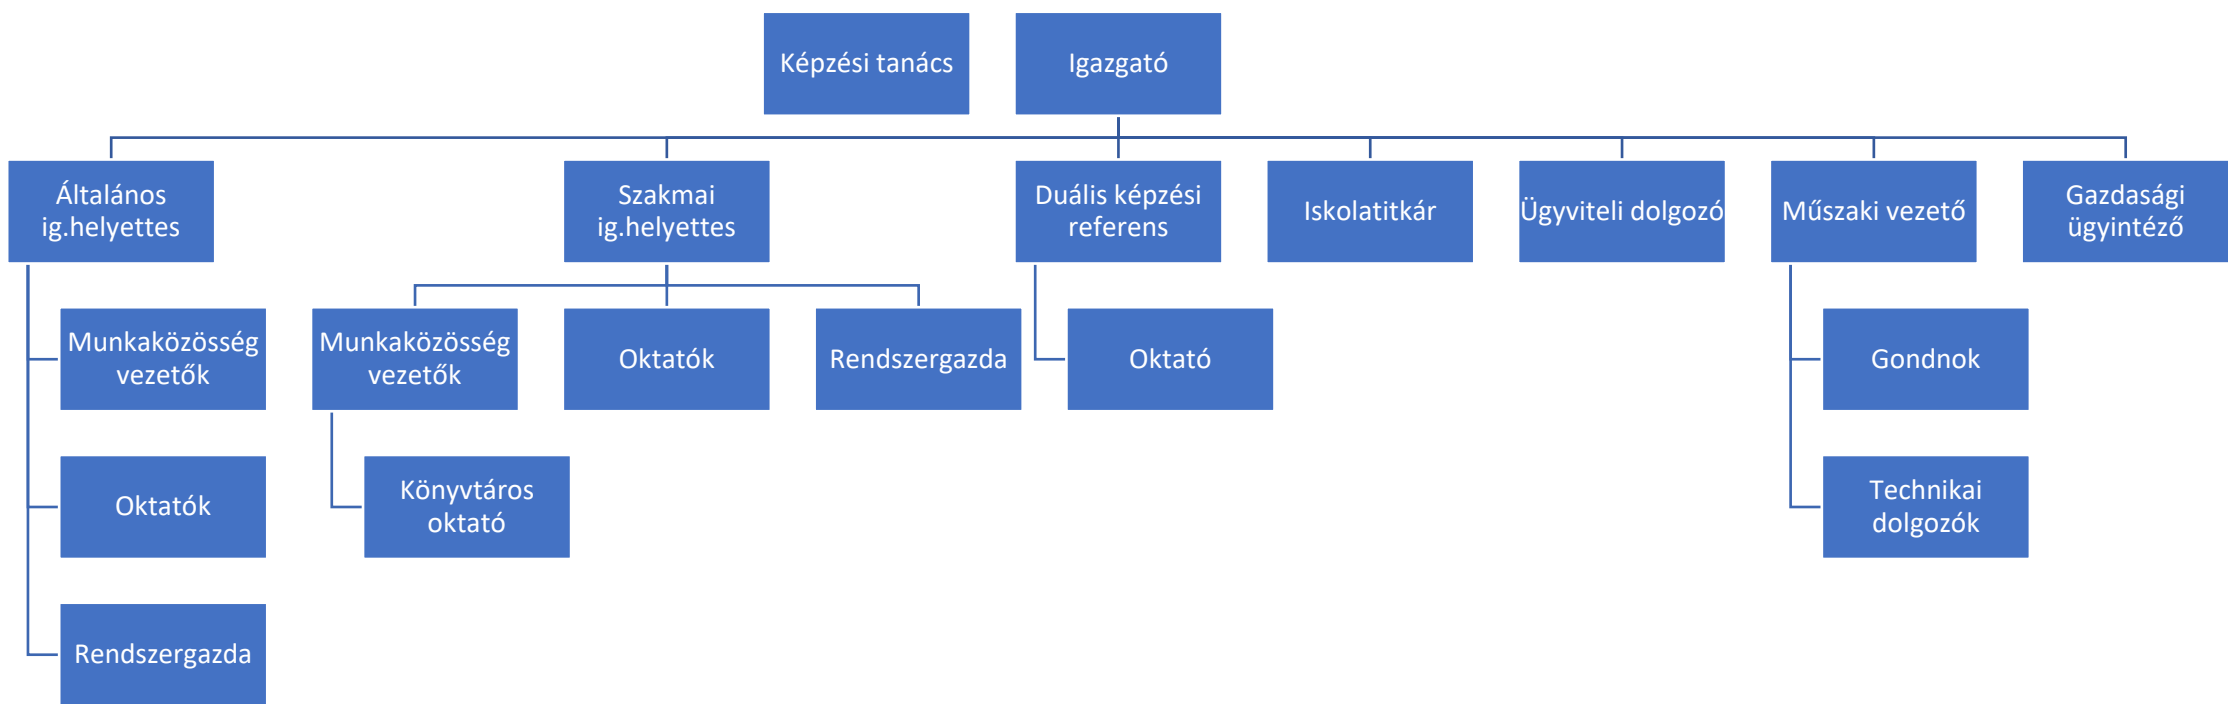 Képzési tanács
Igazgató
Általános
ig.helyettes
Szakmai
ig.helyettes
Duális képzési
referens
Iskolatitkár
Ügyviteli dolgozó
Műszaki vezető
Gazdasági
ügyintéző
Munkaközösség
vezetők
Munkaközösség
vezetők
Oktatók
Rendszergazda
Oktató
Gondnok
Oktatók
Könyvtáros
oktató
Technikai
dolgozók
Rendszergazda